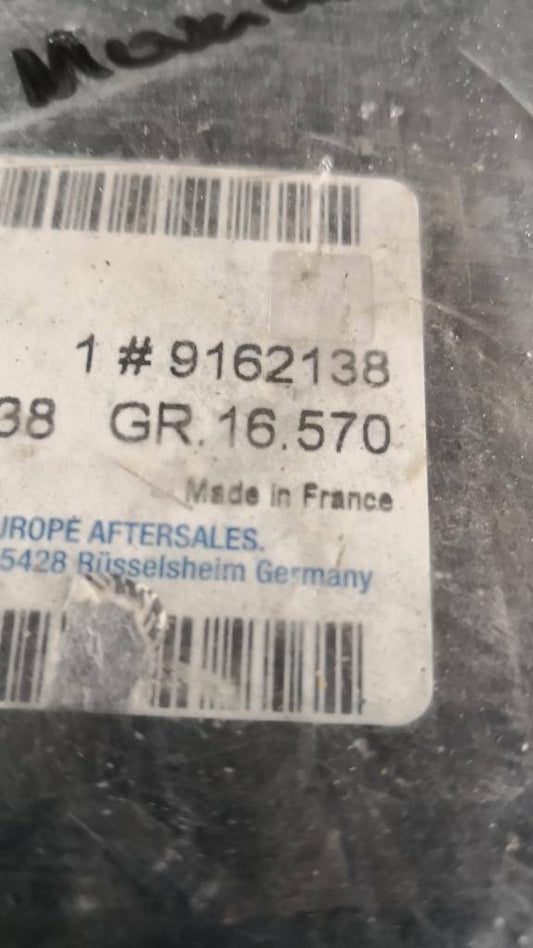 1 # 9162138
38 GR.16.570
Made in France
UROPE AFTERSALES.
5428 Rüsselsheim Germany